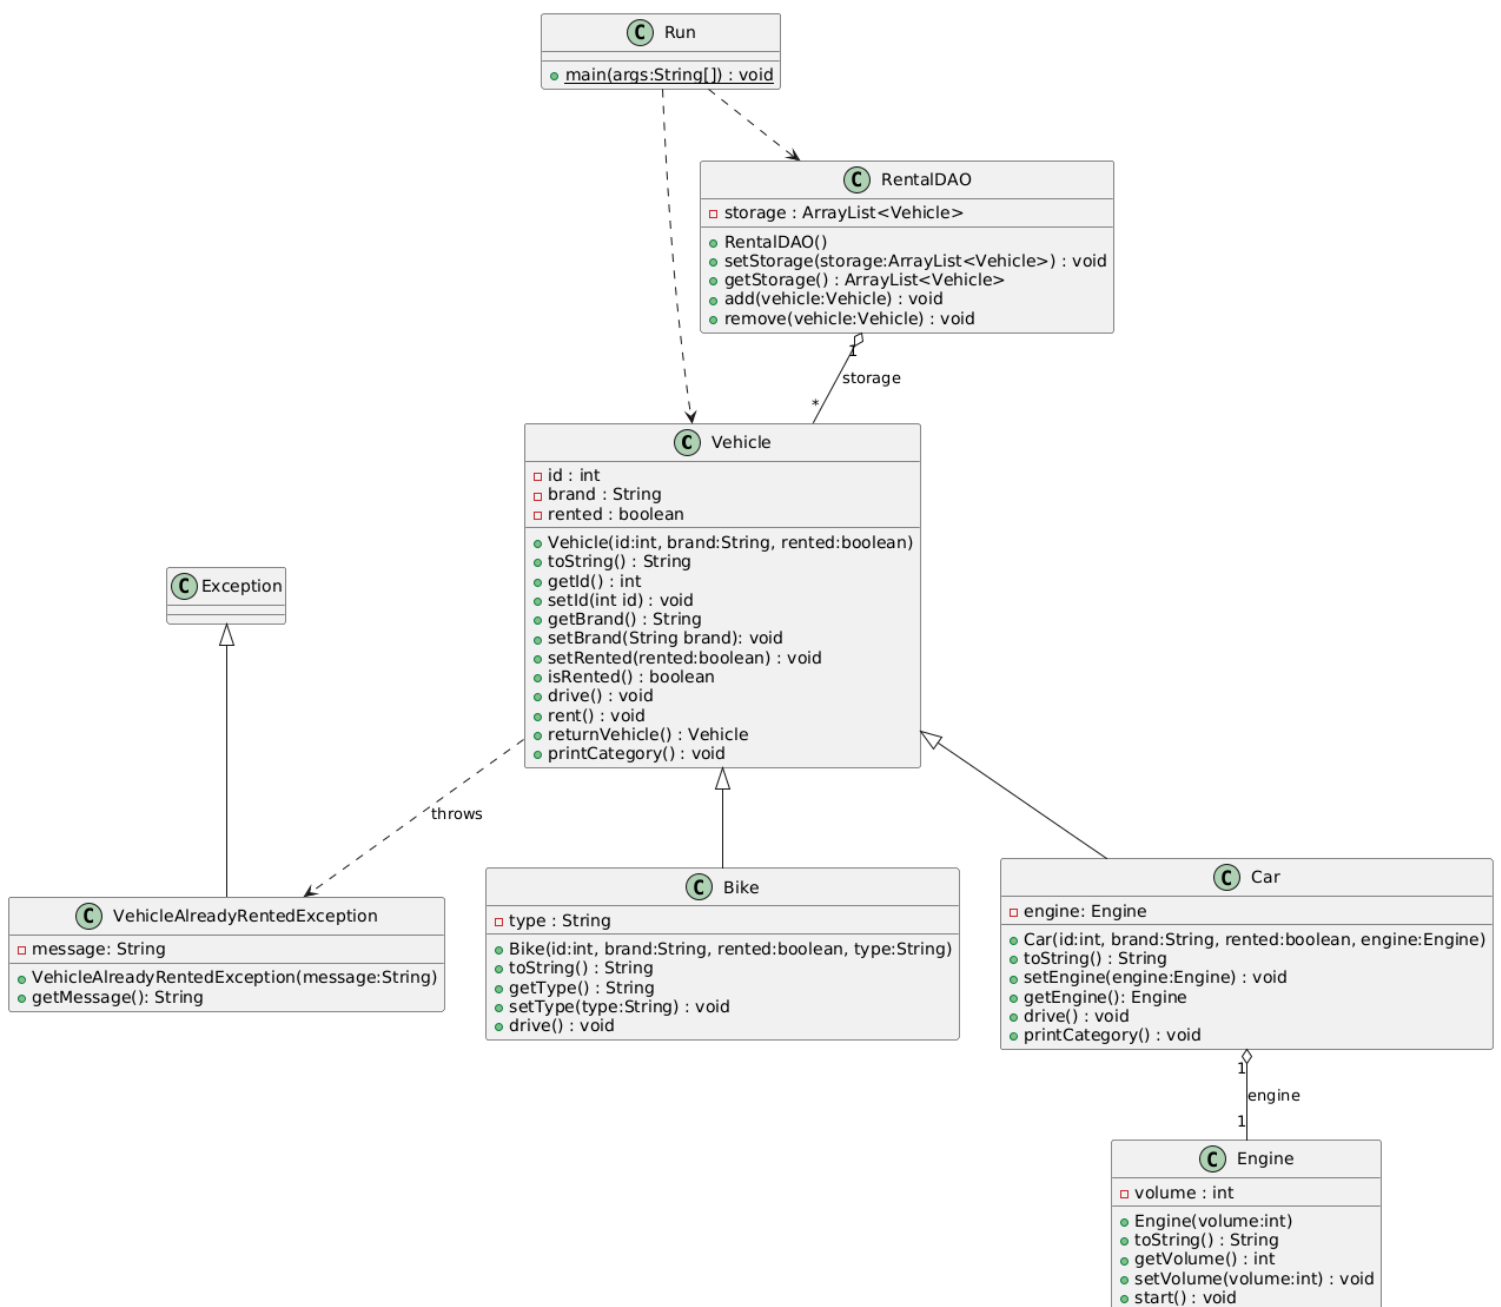 C Run
main(args:String[]) : void
C RentalDAO
storage : ArrayList<Vehicle>
RentalDAO()
setStorage(storage:ArrayList<Vehicle>) : void
getStorage() : ArrayList<Vehicle>
add(vehicle:Vehicle) : void
remove(vehicle:Vehicle) : void
1
storage
*
C Vehicle
id : int
brand : String
rented : boolean
Vehicle(id:int, brand:String, rented:boolean)
toString() : String
getId() : int
setId(int id) : void
getBrand() : String
setBrand(String brand): void
setRented(rented:boolean) : void
isRented() : boolean
drive() : void
rent() : void
returnVehicle() : Vehicle
printCategory() : void
C Exception
throws
C VehicleAlreadyRentedException
message: String
VehicleAlreadyRentedException(message:String)
getMessage(): String
C Bike
type : String
Bike(id:int, brand:String, rented:boolean, type:String)
toString() : String
getType() : String
setType(type:String) : void
drive() : void
C Car
engine: Engine
Car(id:int, brand:String, rented:boolean, engine:Engine)
toString() : String
setEngine(engine:Engine) : void
getEngine(): Engine
drive() : void
printCategory() : void
1
engine
1
C Engine
volume : int
Engine(volume:int)
toString() : String
getVolume() : int
setVolume(volume:int) : void
start() : void